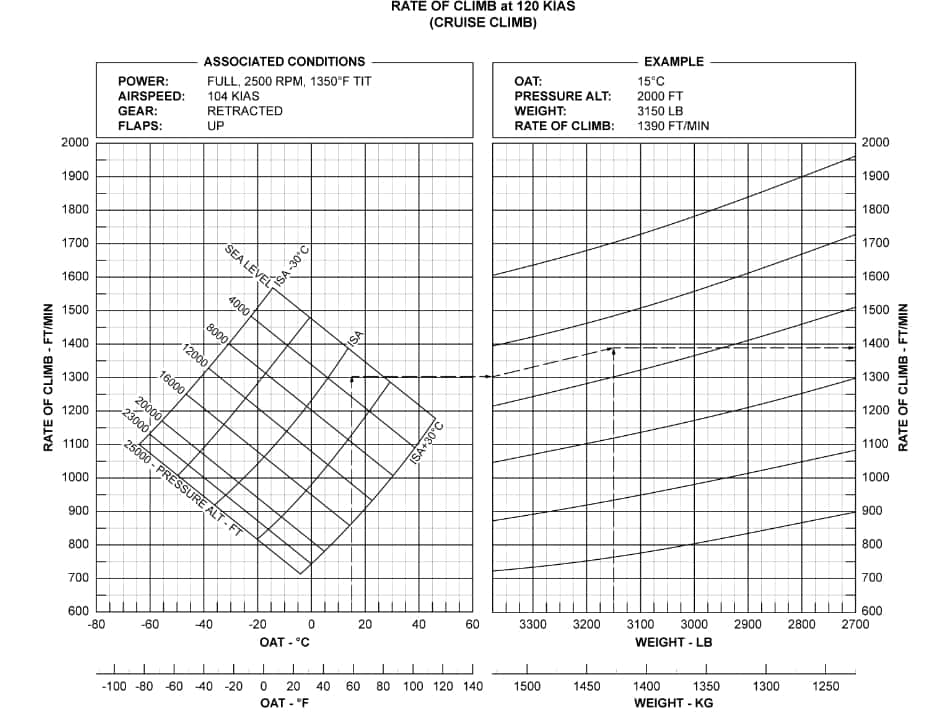 RATE OF CLIMB at 120 KIAS
(CRUISE CLIMB)
ASSOCIATED CONDITIONS
POWER: FULL, 2500 RPM, 1350°F TIT
AIRSPEED: 104 KIAS
GEAR: RETRACTED
FLAPS: UP
EXAMPLE
OAT: 15°C
PRESSURE ALT: 2000 FT
WEIGHT: 3150 LB
RATE OF CLIMB: 1390 FT/MIN
RATE OF CLIMB - FT/MIN
2000
1900
1800
1700
1600
1500
1400
1300
1200
1100
1000
900
800
700
600
SEA LEVEL
4000
8000
12000
16000
20000
23000
25000 - PRESSURE ALT - FT
ISA -30°C
ISA
ISA+30°C
2000
1900
1800
1700
1600
1500
1400
1300
1200
1100
1000
900
800
700
600
RATE OF CLIMB - FT/MIN
-80 -60 -40 -20 0 20 40 60
OAT - °C
3300 3200 3100 3000 2900 2800 2700
WEIGHT - LB
-100 -80 -60 -40 -20 0 20 40 60 80 100 120 140
OAT - °F
1500 1450 1400 1350 1300 1250
WEIGHT - KG